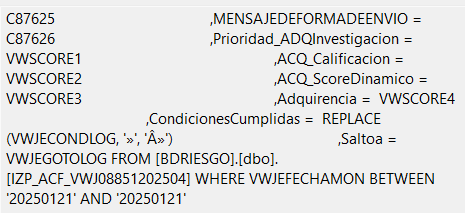 C87625 ,MENSAJEDEFORMADEENVIO =
C87626 ,Prioridad_ADQInvestigacion =
VWSCORE1 ,ACQ_Calificacion =
VWSCORE2 ,ACQ_ScoreDinamico =
VWSCORE3 ,Adquirencia = VWSCORE4
,CondicionesCumplidas = REPLACE
(VWJECONDLOG, '»', 'Â»') ,Saltoa =
VWJEGOTOLOG FROM [BDRIESGO].[dbo].
[IZP_ACF_VWJ08851202504] WHERE VWJEFECHAMON BETWEEN
'20250121' AND '20250121'